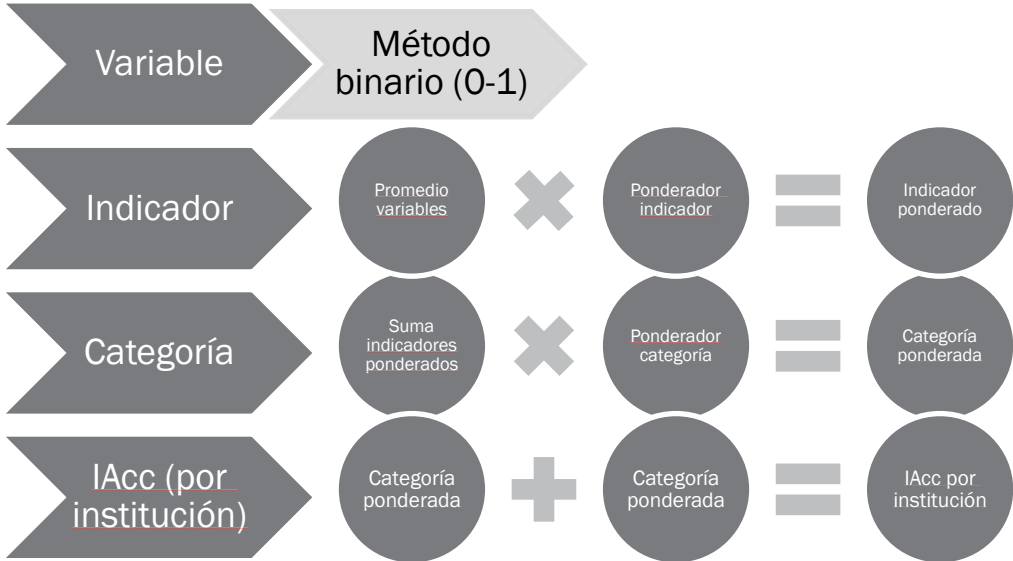 Variable
Método
binario (0-1)
Indicador
Promedio
variables
Ponderador
indicador
Indicador
ponderado
Categoría
Suma
indicadores
ponderados
Ponderador
categoría
Categoría
ponderada
IAcc (por
institución)
Categoría
ponderada
Categoría
ponderada
IAcc por
institución